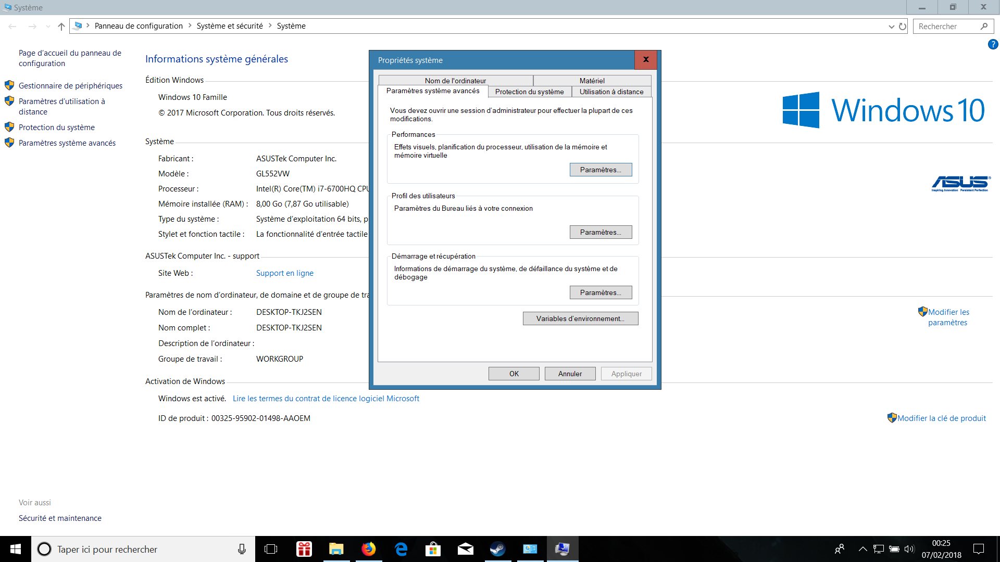 Système
Panneau de configuration > Système et sécurité > Système
Rechercher
Page d'accueil du panneau de
configuration
Gestionnaire de périphériques
Paramètres d'utilisation à
distance
Protection du système
Paramètres système avancés
Informations système générales
Édition Windows
Windows 10 Famille
© 2017 Microsoft Corporation. Tous droits réservés.
Windows 10
Système
Fabricant :
ASUSTek Computer Inc.
Modèle :
GL552VW
Processeur :
Intel(R) Core(TM) i7-6700HQ CPU
Mémoire installée (RAM) :
8,00 Go (7,87 Go utilisable)
Type du système :
Système d'exploitation 64 bits, p
Stylet et fonction tactile :
La fonctionnalité d'entrée tactile
ASUS
Inspiring Innovation Persistent Perfection
ASUSTek Computer Inc. - support
Site Web :
Support en ligne
Paramètres de nom d'ordinateur, de domaine et de groupe de tra
Nom de l'ordinateur :
DESKTOP-TKJ2SEN
Nom complet :
DESKTOP-TKJ2SEN
Description de l'ordinateur :
Groupe de travail :
WORKGROUP
Modifier les
paramètres
Activation de Windows
Windows est activé. Lire les termes du contrat de licence logiciel Microsoft
ID de produit : 00325-95902-01498-AAOEM
Modifier la clé de produit
Voir aussi
Sécurité et maintenance
Propriétés système
x
Nom de l'ordinateur
Matériel
Paramètres système avancés
Protection du système
Utilisation à distance
Vous devez ouvrir une session d'administrateur pour effectuer la plupart de ces
modifications.
Performances
Effets visuels, planification du processeur, utilisation de la mémoire et
mémoire virtuelle
Paramètres...
Profil des utilisateurs
Paramètres du Bureau liés à votre connexion
Paramètres...
Démarrage et récupération
Informations de démarrage du système, de défaillance du système et de
débogage
Paramètres...
Variables d'environnement...
OK
Annuler
Appliquer
Taper ici pour rechercher
00:25
07/02/2018